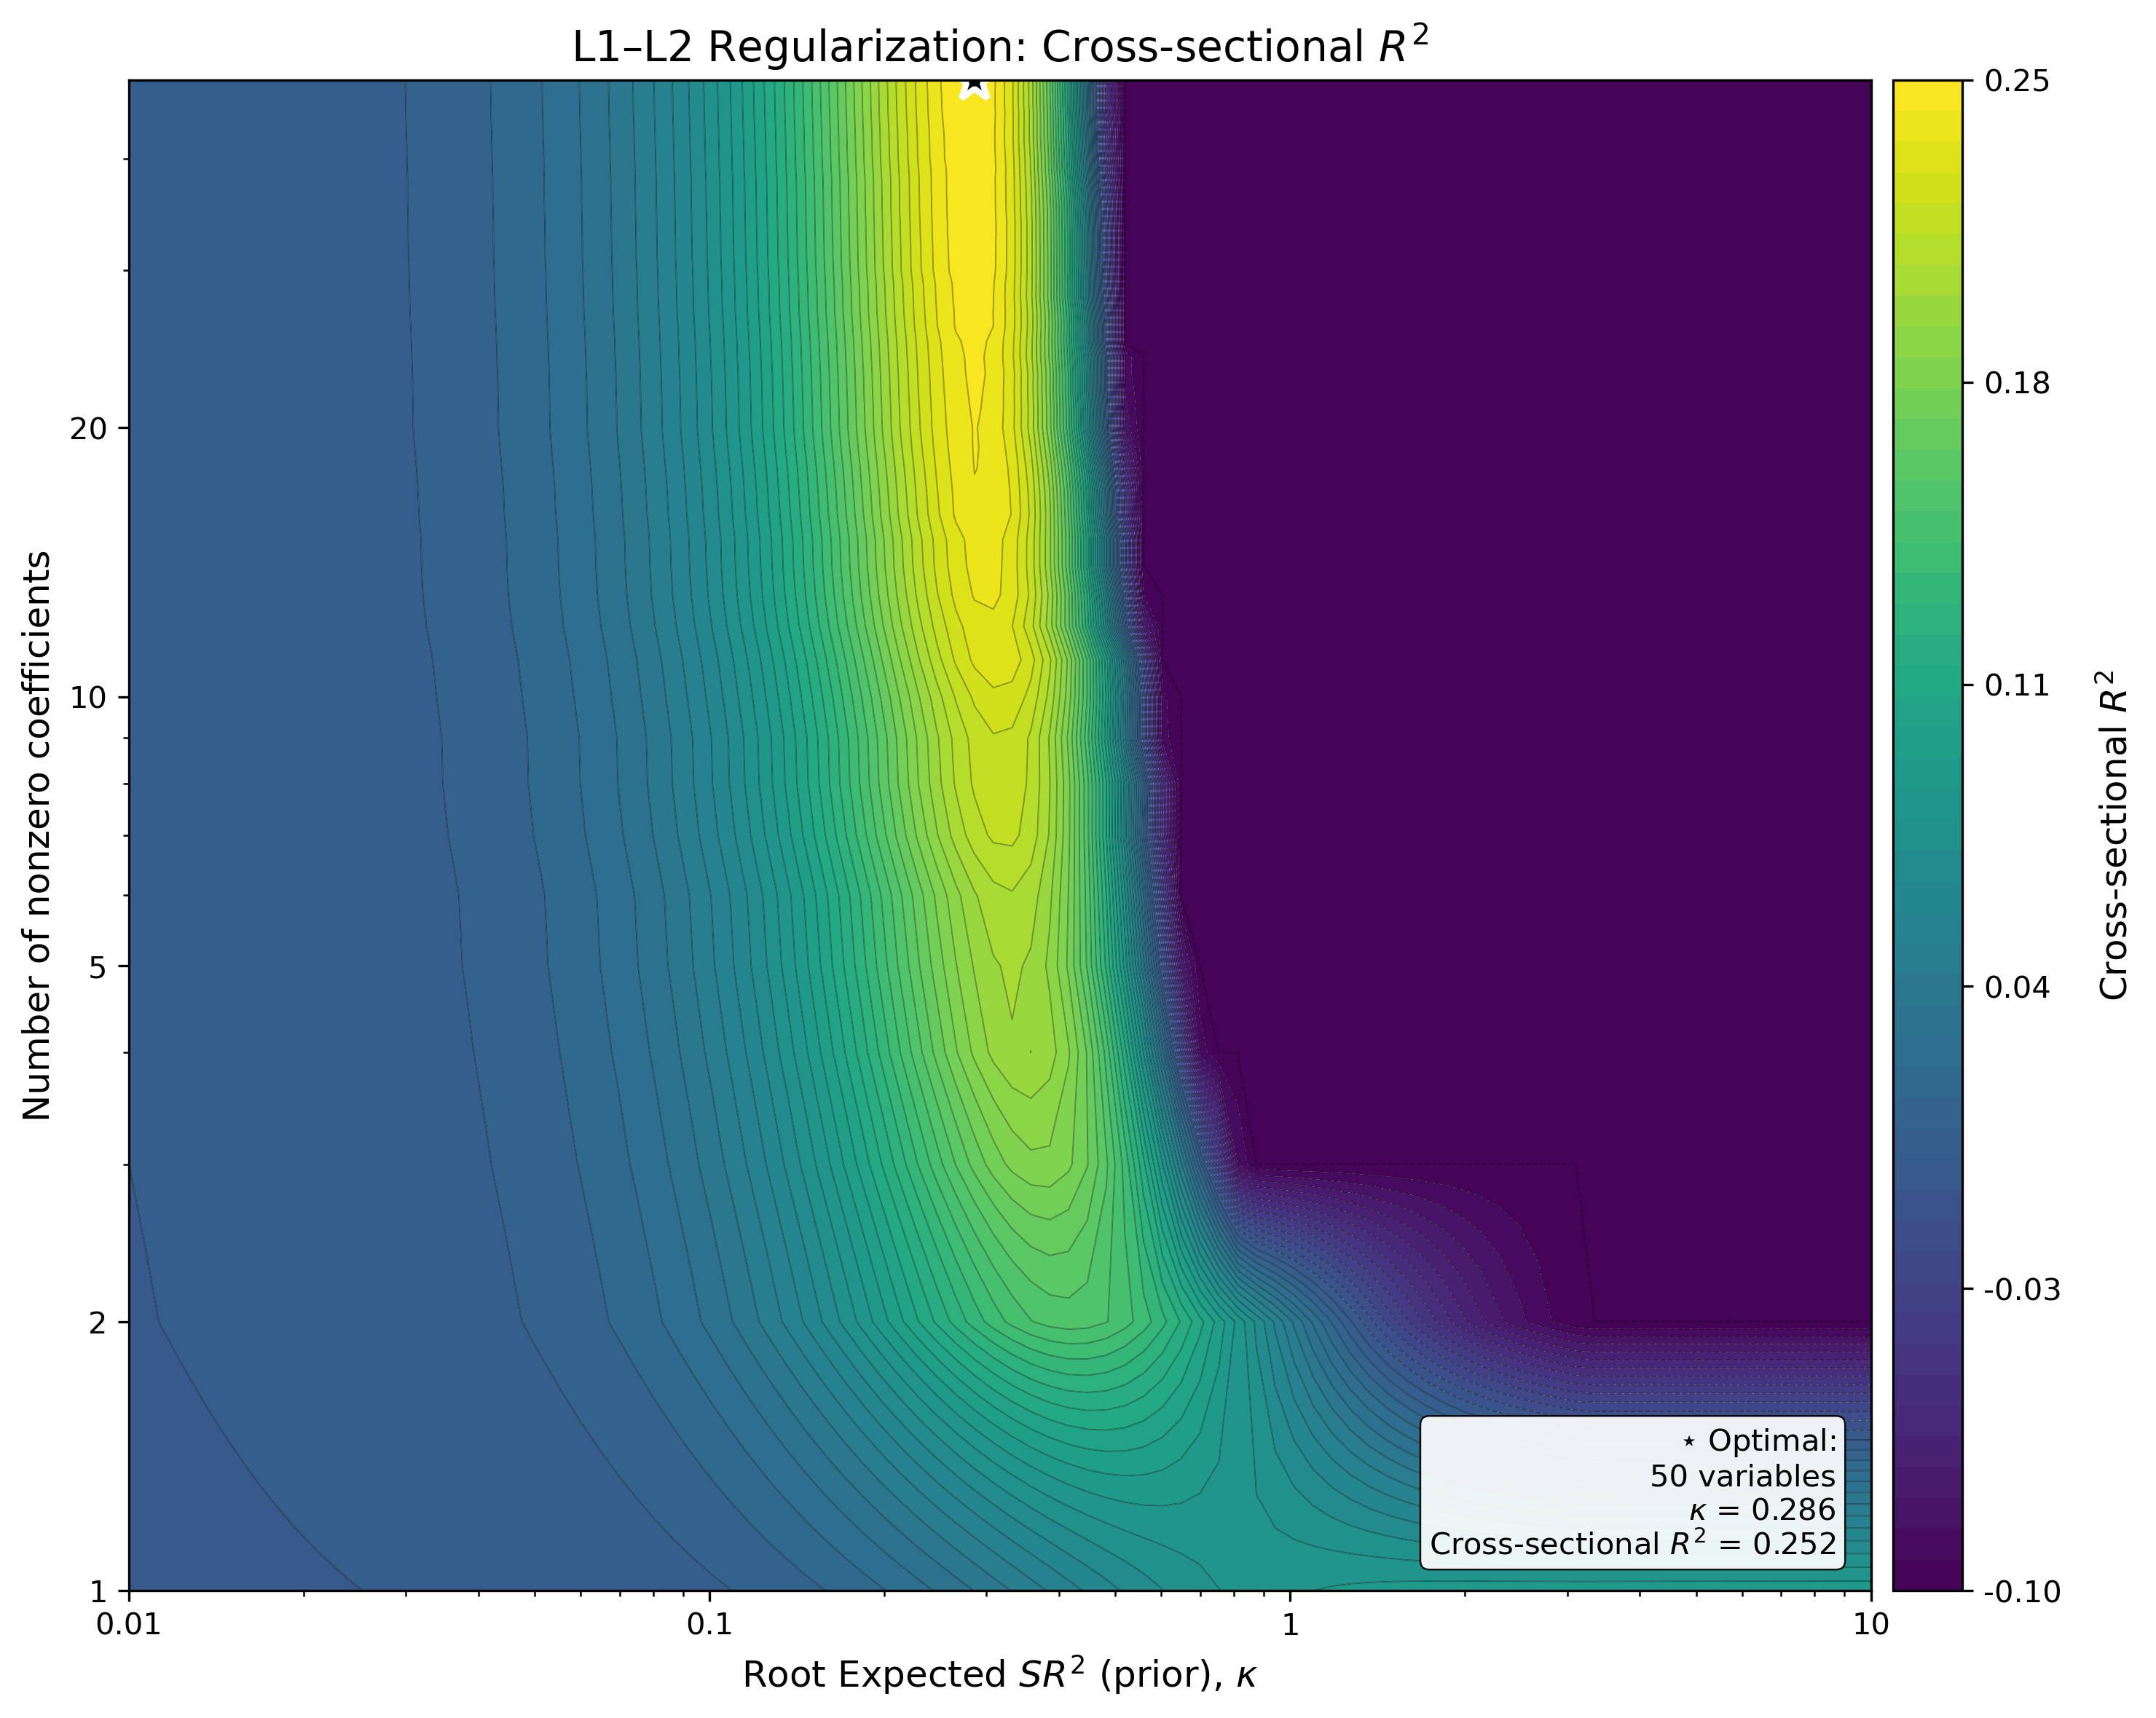 L1–L2 Regularization: Cross-sectional R²
Number of nonzero coefficients
20
10
5
2
1
0.01
0.1
1
10
Root Expected SR² (prior), κ
★ Optimal:
50 variables
κ = 0.286
Cross-sectional R² = 0.252
0.25
0.18
0.11
0.04
-0.03
-0.10
Cross-sectional R²